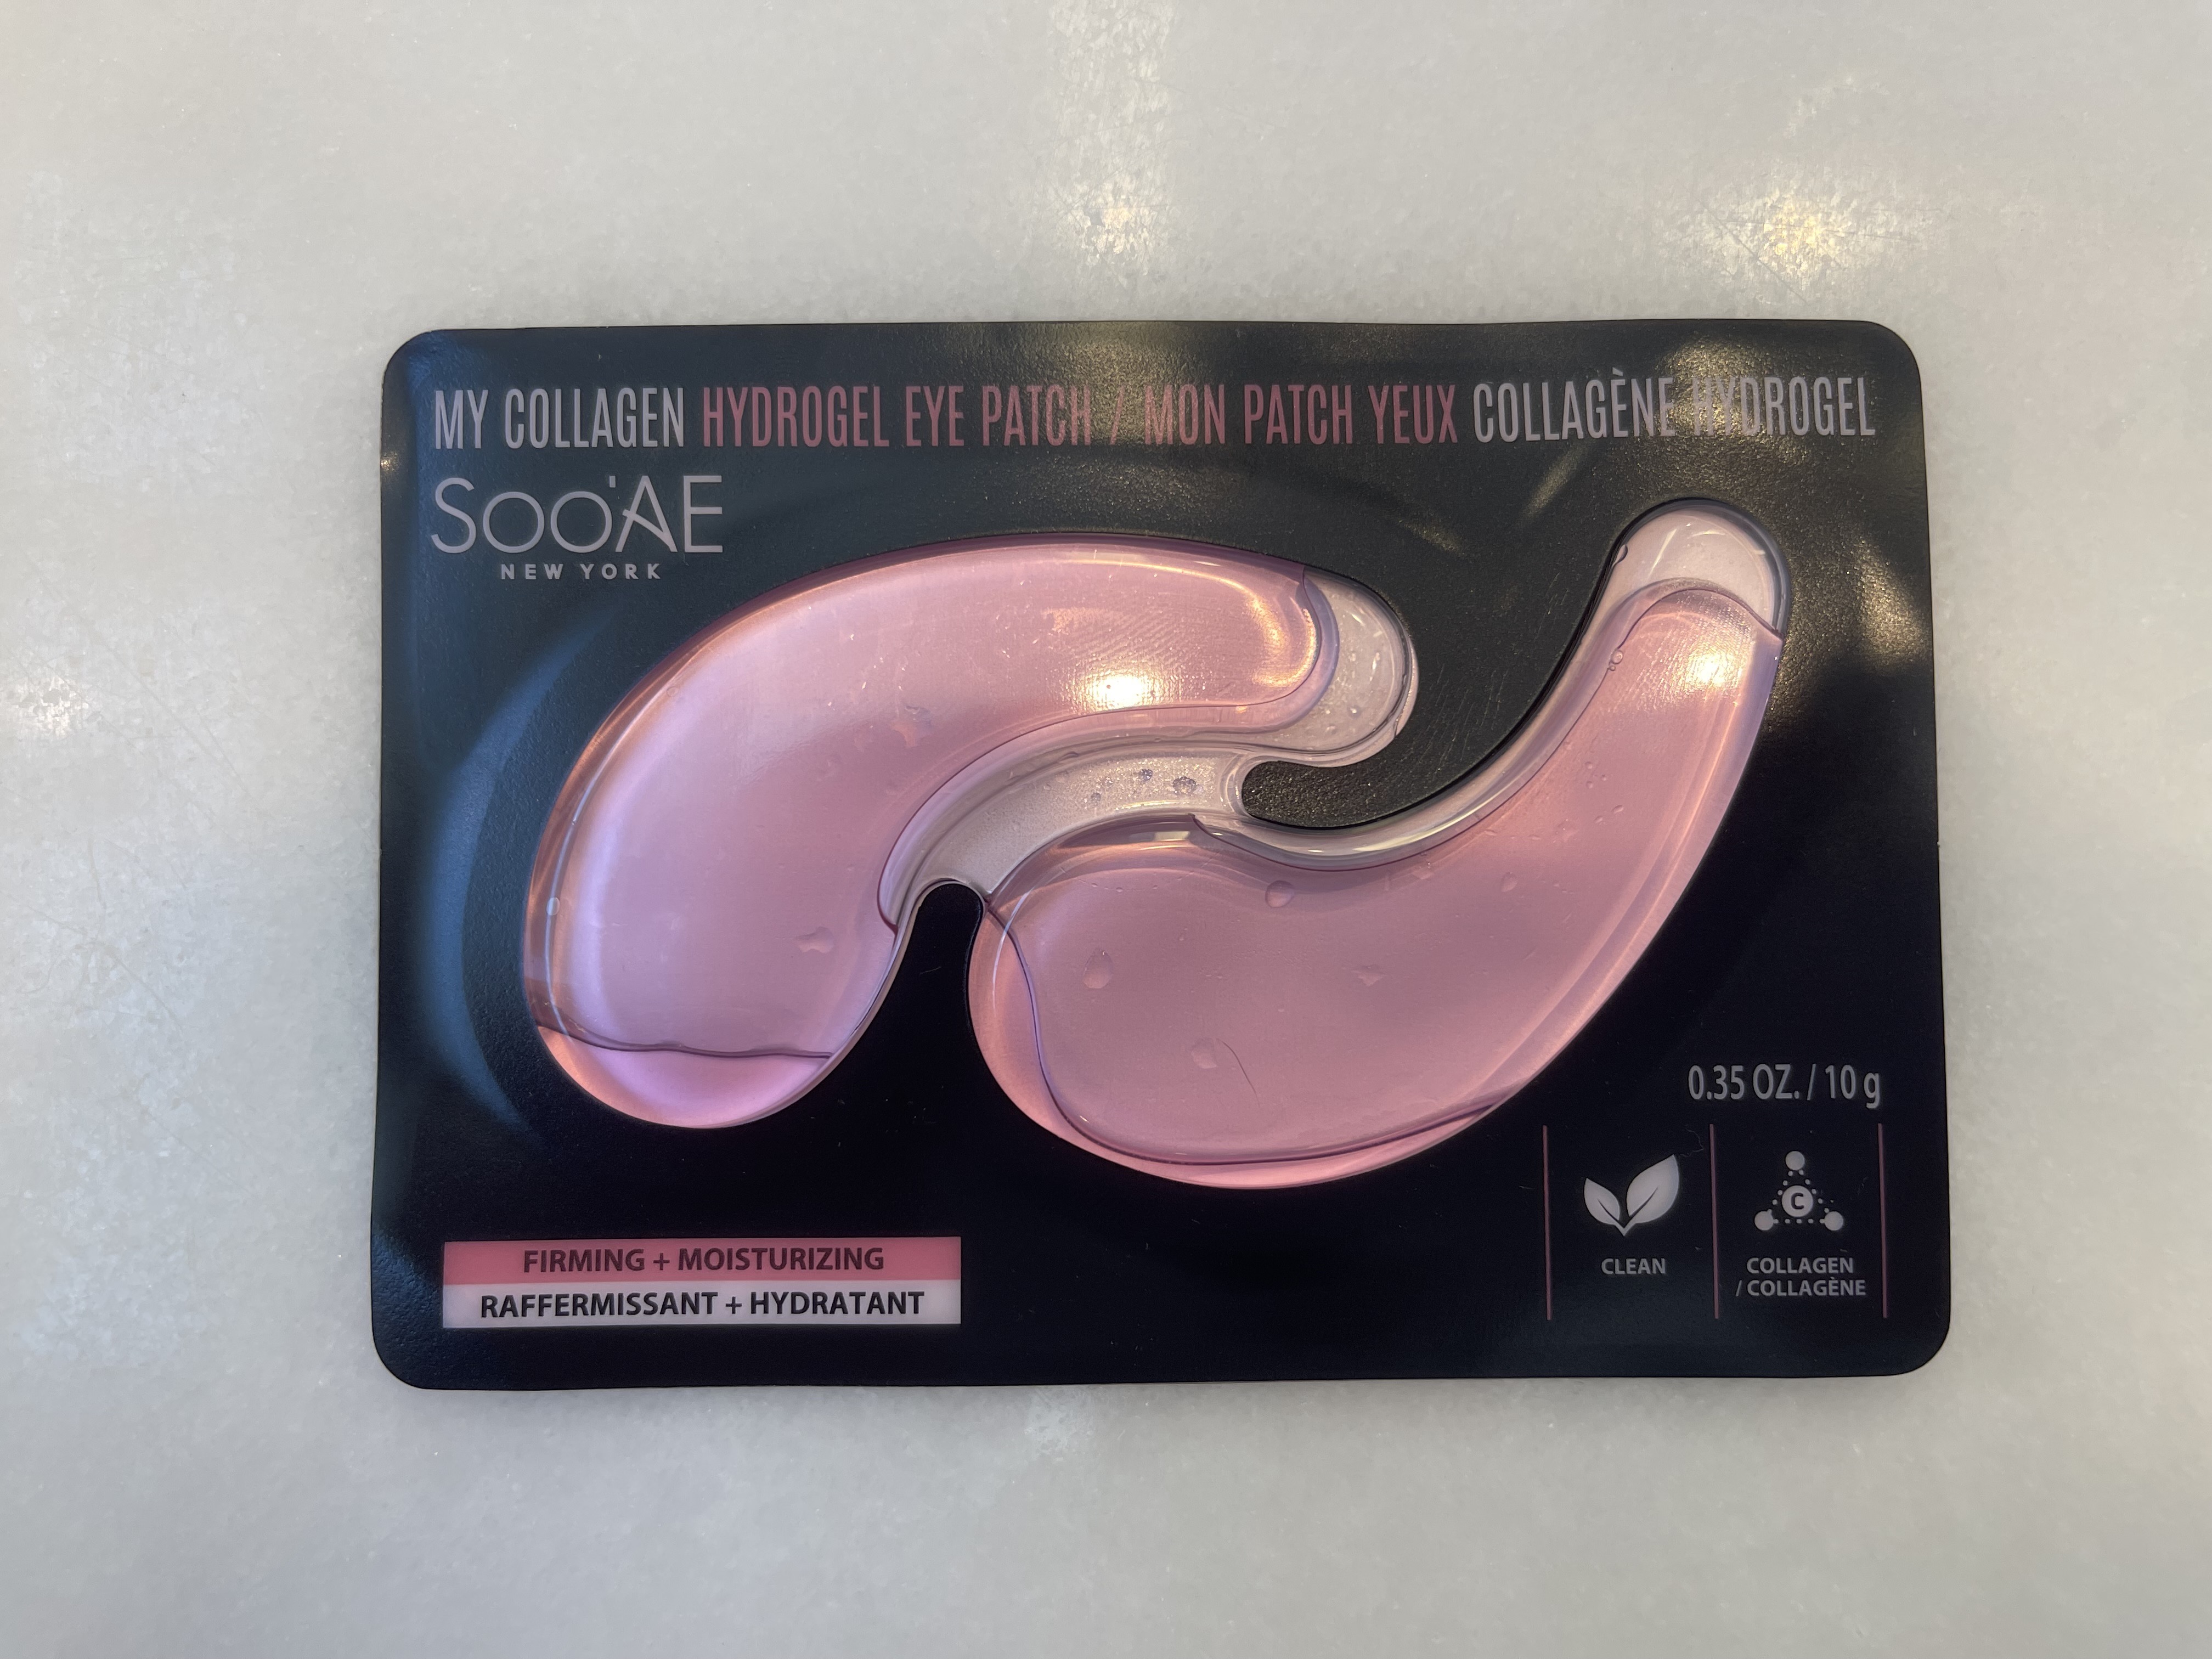 MY COLLAGEN HYDROGEL EYE PATCH / MON PATCH YEUX COLLAGÈNE HYDROGEL
SOO'AE
NEW YORK
0.35 OZ. / 10 g
C
CLEAN
COLLAGEN
/ COLLAGÈNE
FIRMING + MOISTURIZING
RAFFERMISSANT + HYDRATANT